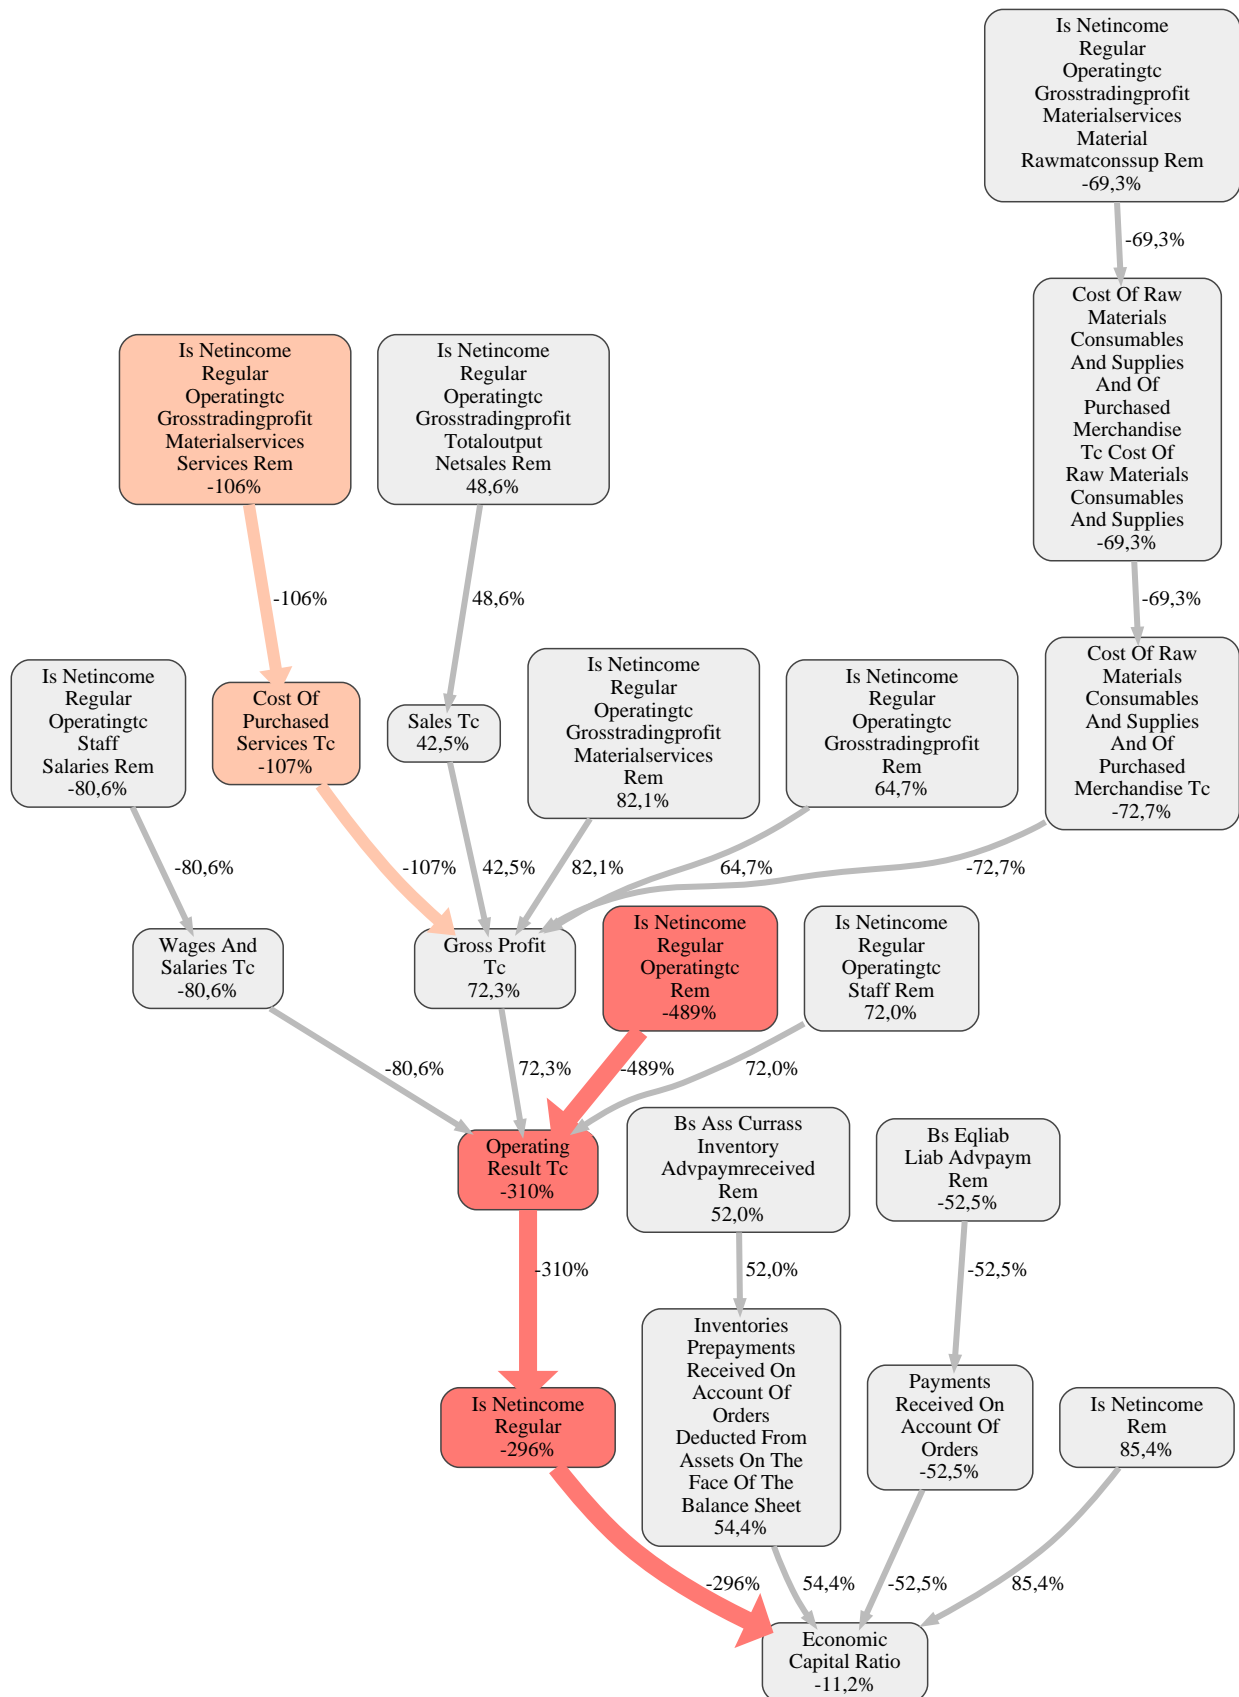 Is Netincome
Regular
Operatingtc
Grosstradingprofit
Materialservices
Material
Rawmatconssup Rem
-69,3%
-69,3%
Cost Of Raw
Materials
Consumables
And Supplies
And Of
Purchased
Merchandise
Tc Cost Of
Raw Materials
Consumables
And Supplies
-69,3%
Is Netincome
Regular
Operatingtc
Grosstradingprofit
Materialservices
Services Rem
-106%
Is Netincome
Regular
Operatingtc
Grosstradingprofit
Totaloutput
Netsales Rem
48,6%
-106%
48,6%
-69,3%
Is Netincome
Regular
Operatingtc
Staff
Salaries Rem
-80,6%
Cost Of
Purchased
Services Tc
-107%
Sales Tc
42,5%
Is Netincome
Regular
Operatingtc
Grosstradingprofit
Materialservices
Rem
82,1%
Is Netincome
Regular
Operatingtc
Grosstradingprofit
Rem
64,7%
Cost Of Raw
Materials
Consumables
And Supplies
And Of
Purchased
Merchandise Tc
-72,7%
-80,6%
-107%
42,5%
82,1%
64,7%
-72,7%
Wages And
Salaries Tc
-80,6%
Gross Profit
Tc
72,3%
Is Netincome
Regular
Operatingtc
Rem
-489%
Is Netincome
Regular
Operatingtc
Staff Rem
72,0%
-80,6%
72,3%
-489%
72,0%
Operating
Result Tc
-310%
Bs Ass Currass
Inventory
Advpaymreceived
Rem
52,0%
Bs Eqliab
Liab Advpaym
Rem
-52,5%
-310%
52,0%
-52,5%
Is Netincome
Regular
-296%
Inventories
Prepayments
Received On
Account Of
Orders
Deducted From
Assets On The
Face Of The
Balance Sheet
54,4%
Payments
Received On
Account Of
Orders
-52,5%
Is Netincome
Rem
85,4%
-296%
54,4%
-52,5%
85,4%
Economic
Capital Ratio
-11,2%